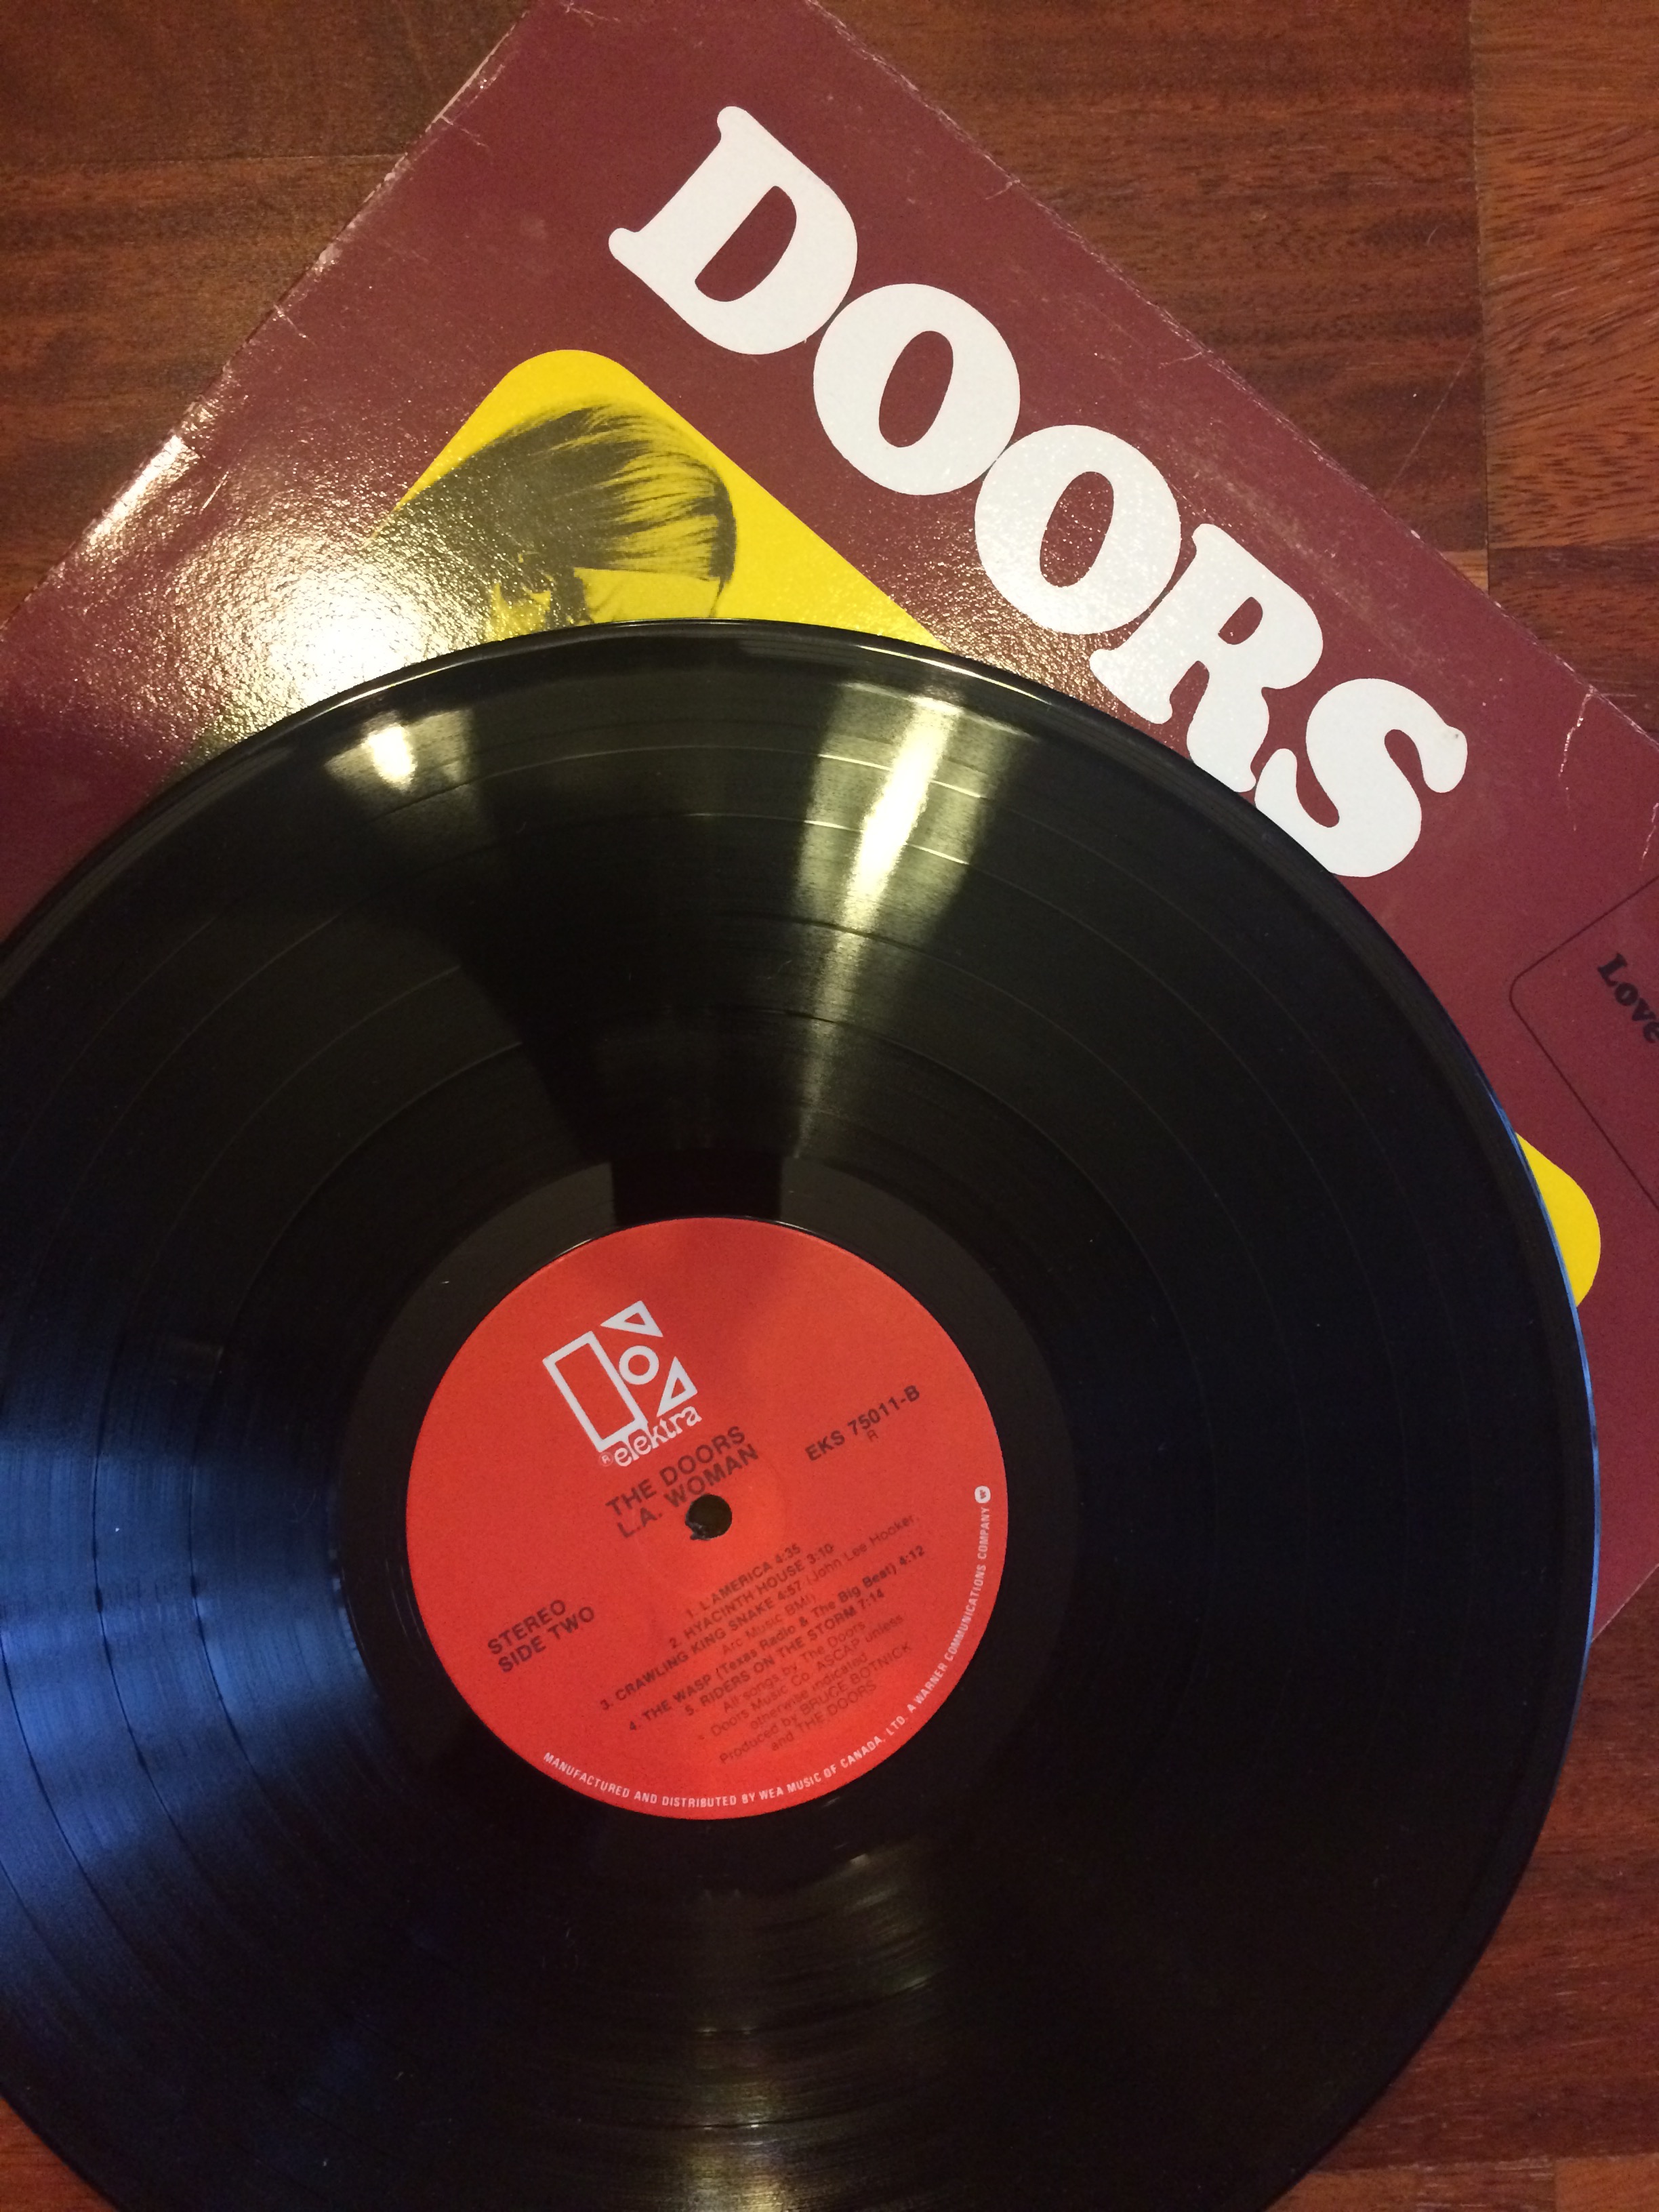 DOORS
Love
®elektra
THE DOORS
L.A. WOMAN
EKS 75011-B
R
STEREO
SIDE TWO
1. L'AMERICA 4:35
2. HYACINTH HOUSE 3:10
3. CRAWLING KING SNAKE 4:57 (John Lee Hooker,
Arc Music BMI)
4. THE WASP (Texas Radio & The Big Beat) 4:12
5. RIDERS ON THE STORM 7:14
All songs by The Doors
Doors Music Co. ASCAP unless
otherwise indicated
Produced by BRUCE BOTNICK
and THE DOORS
MANUFACTURED AND DISTRIBUTED BY WEA MUSIC OF CANADA, LTD. A WARNER COMMUNICATIONS COMPANY